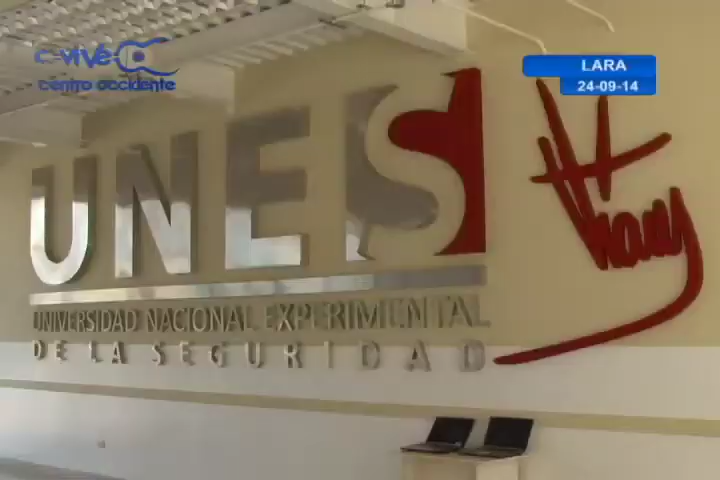 c-vive
centro occidente
LARA
24-09-14
UNES
UNIVERSIDAD NACIONAL EXPERIMENTAL
DE LA SEGURIDAD